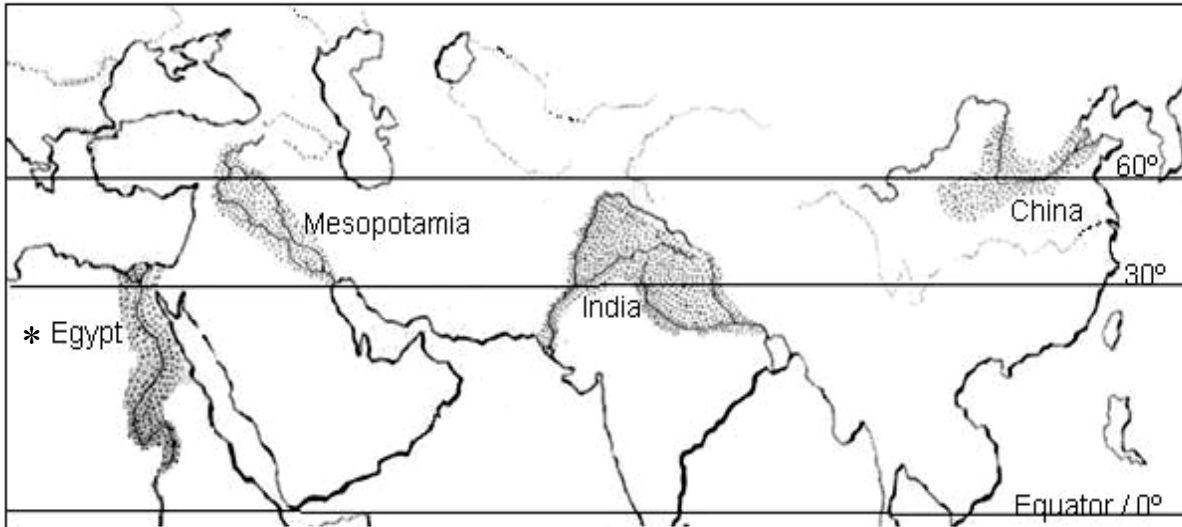 60º
Mesopotamia
China
30º
India
* Egypt
Equator / 0º